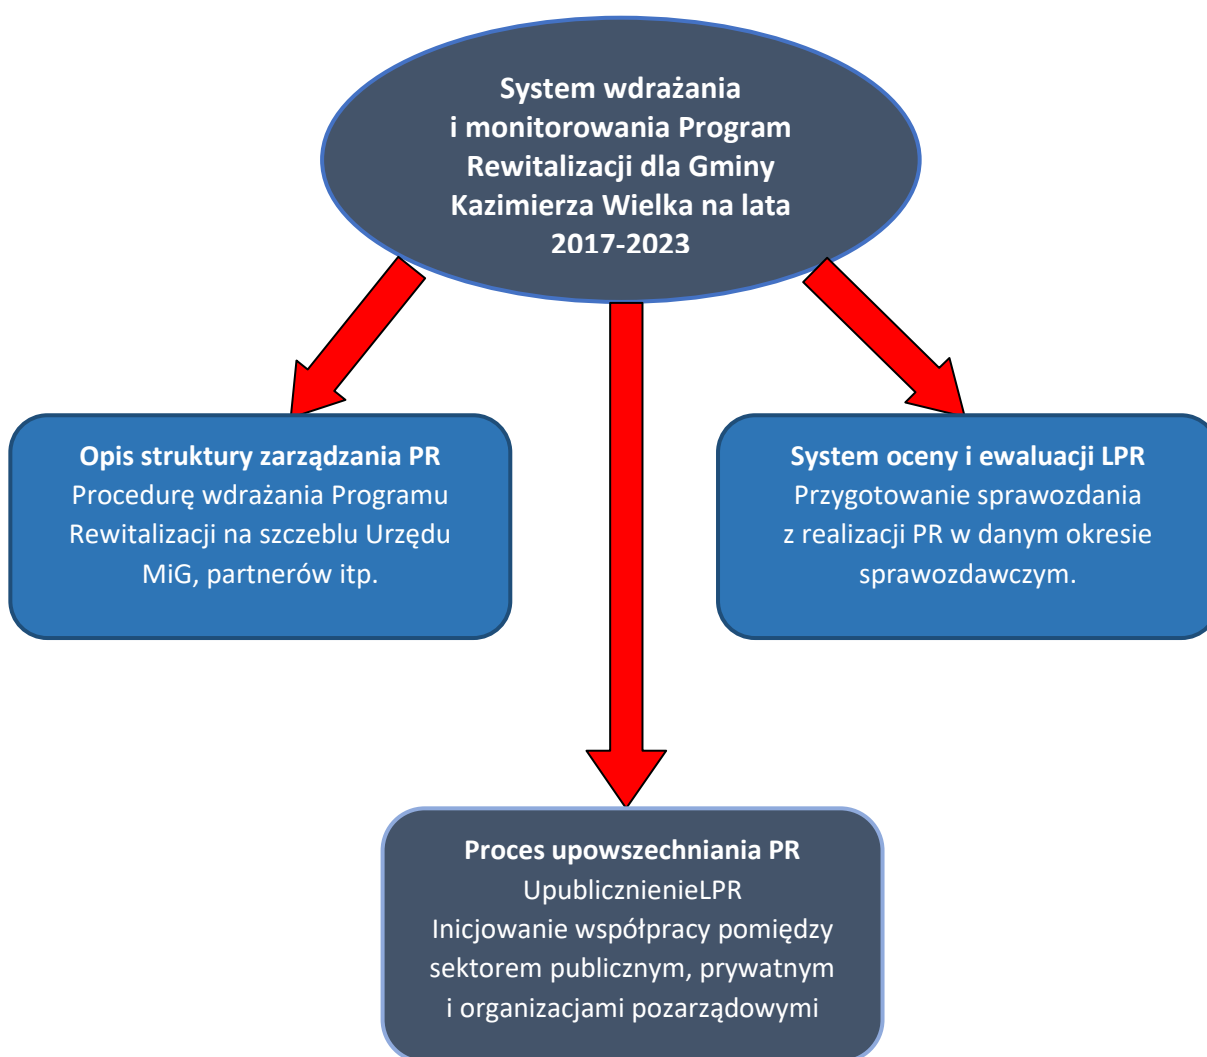 System wdrażania
i monitorowania Program
Rewitalizacji dla Gminy
Kazimierza Wielka na lata
2017-2023
Opis struktury zarządzania PR
Procedurę wdrażania Programu
Rewitalizacji na szczeblu Urzędu
MiG, partnerów itp.
System oceny i ewaluacji LPR
Przygotowanie sprawozdania
z realizacji PR w danym okresie
sprawozdawczym.
Proces upowszechniania PR
UpublicznienieLPR
Inicjowanie współpracy pomiędzy
sektorem publicznym, prywatnym
i organizacjami pozarządowymi